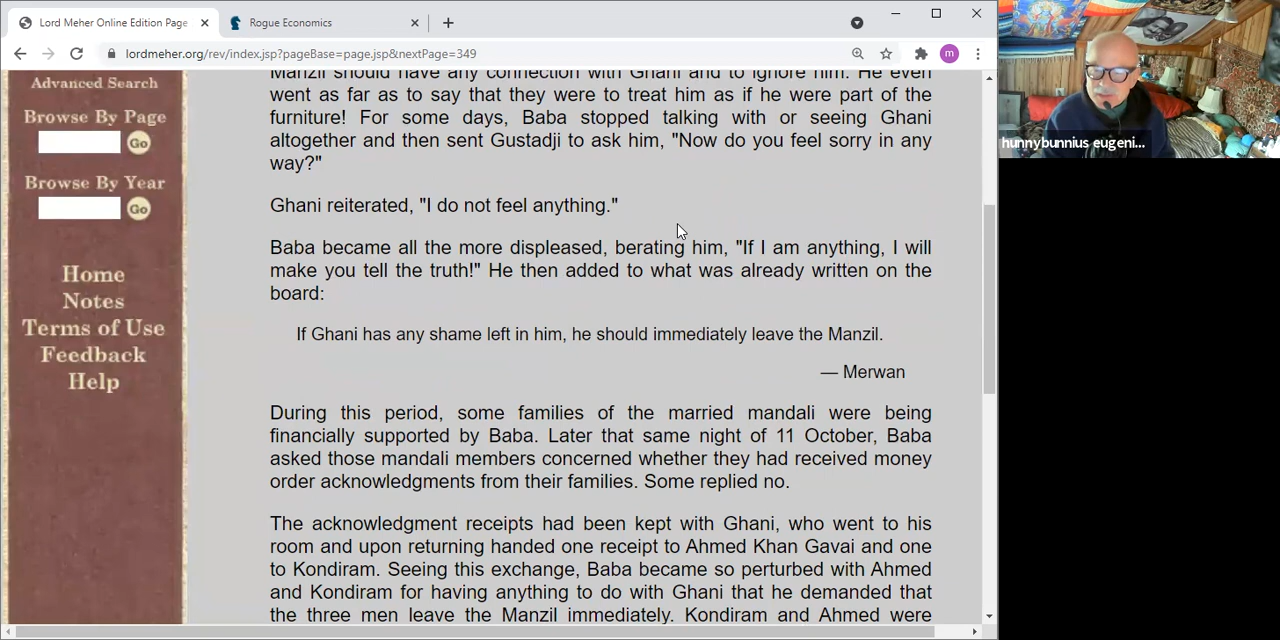 Lord Meher Online Edition Page
Rogue Economics
lordmeher.org/rev/index.jsp?pageBase=page.jsp&nextPage=349
m
hunnybunnius eugeni...
Advanced Search
Browse By Page
Go
Browse By Year
Go
Home
Notes
Terms of Use
Feedback
Help
Manzil should have any connection with Ghani and to ignore him. He even
went as far as to say that they were to treat him as if he were part of the
furniture! For some days, Baba stopped talking with or seeing Ghani
altogether and then sent Gustadji to ask him, "Now do you feel sorry in any
way?"
Ghani reiterated, "I do not feel anything."
Baba became all the more displeased, berating him, "If I am anything, I will
make you tell the truth!" He then added to what was already written on the
board:
If Ghani has any shame left in him, he should immediately leave the Manzil.
— Merwan
During this period, some families of the married mandali were being
financially supported by Baba. Later that same night of 11 October, Baba
asked those mandali members concerned whether they had received money
order acknowledgments from their families. Some replied no.
The acknowledgment receipts had been kept with Ghani, who went to his
room and upon returning handed one receipt to Ahmed Khan Gavai and one
to Kondiram. Seeing this exchange, Baba became so perturbed with Ahmed
and Kondiram for having anything to do with Ghani that he demanded that
the three men leave the Manzil immediately. Kondiram and Ahmed were